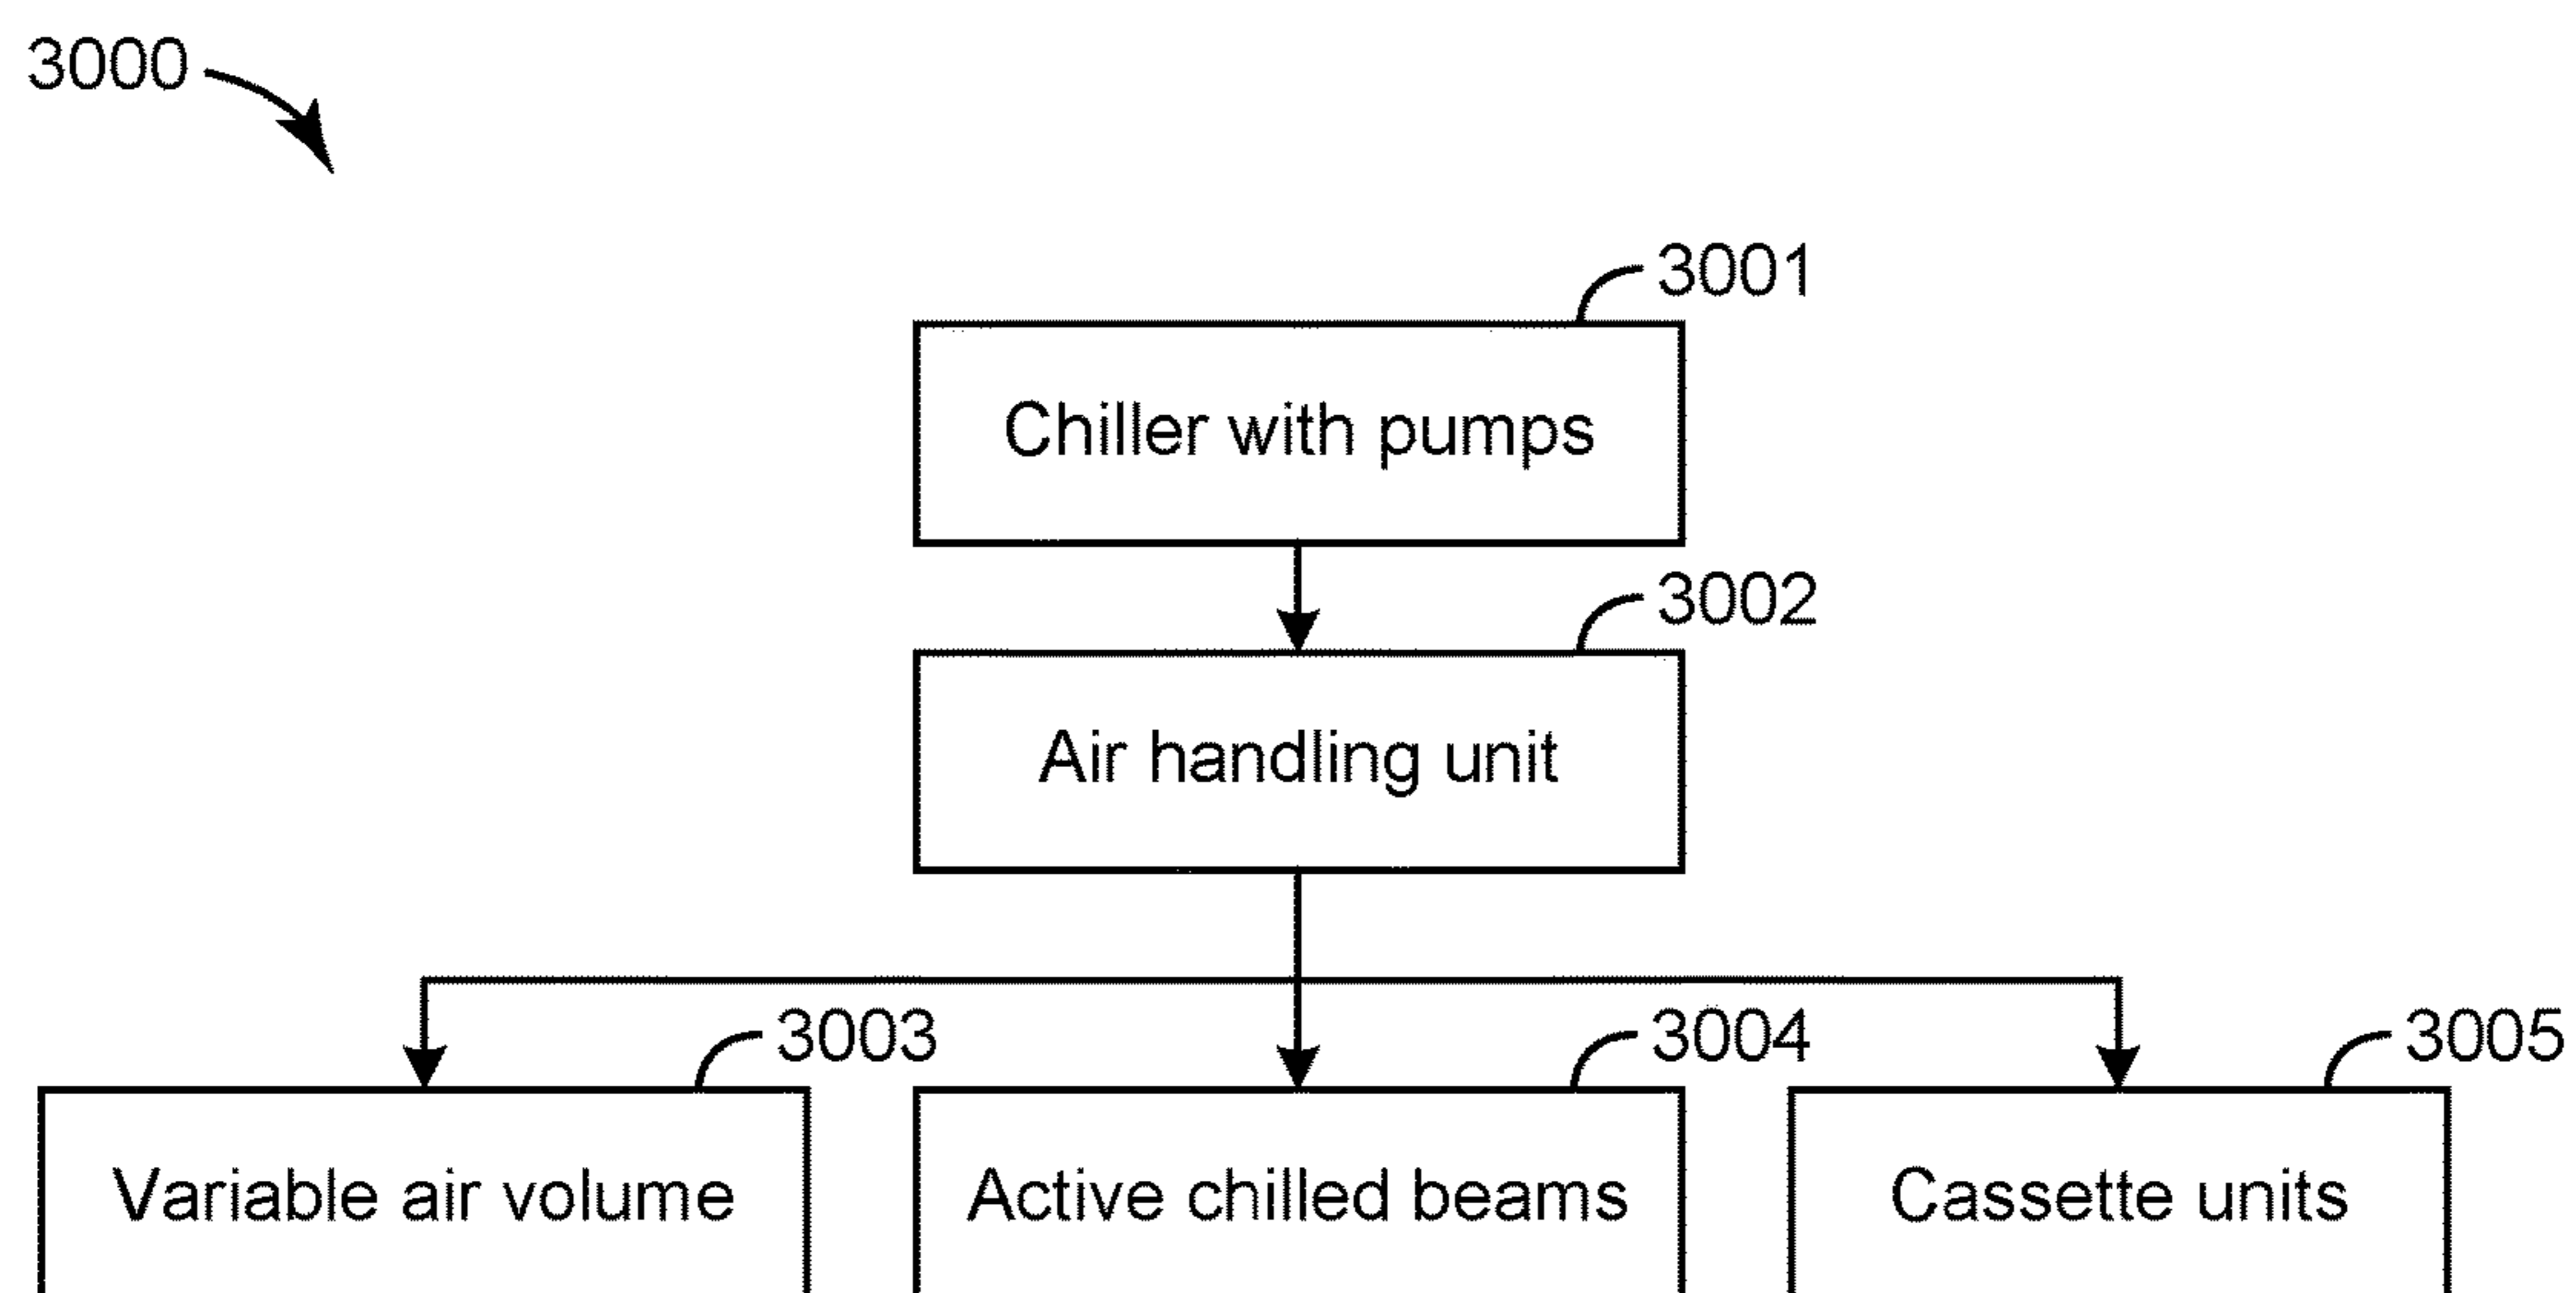 3000
3001
Chiller with pumps
3002
Air handling unit
3003
3004
3005
Variable air volume
Active chilled beams
Cassette units